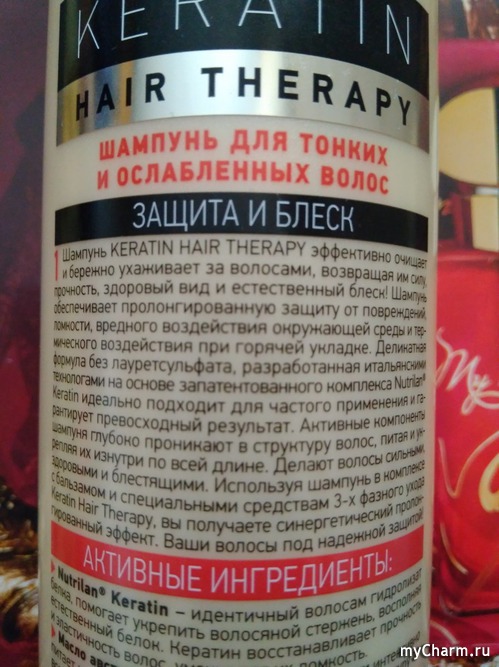 KERATIN
HAIR THERAPY
ШАМПУНЬ ДЛЯ ТОНКИХ
И ОСЛАБЛЕННЫХ ВОЛОС
ЗАЩИТА И БЛЕСК
1 Шампунь KERATIN HAIR THERAPY эффективно очищает
и бережно ухаживает за волосами, возвращая им силу,
прочность, здоровый вид и естественный блеск! Шампунь
обеспечивает пролонгированную защиту от повреждений,
ломкости, вредного воздействия окружающей среды и тер-
мического воздействия при горячей укладке. Деликатная
формула без лауретсульфата, разработанная итальянскими
технологами на основе запатентованного комплекса Nutrilan®
Keratin идеально подходит для частого применения и га-
рантирует превосходный результат. Активные компоненты
шампуня глубоко проникают в структуру волос, питая и ук-
репляя их изнутри по всей длине. Делают волосы сильными,
здоровыми и блестящими. Используя шампунь в комплексе
с бальзамом и специальными средствам 3-х фазного ухода
Keratin Hair Therapy, вы получаете синергетический пролон-
гированный эффект. Ваши волосы под надежной защитой!
АКТИВНЫЕ ИНГРЕДИЕНТЫ:
Nutrilan® Keratin – идентичный волосам гидролизат
белка, помогает укрепить волосяной стержень, восполняя
естественный белок. Кератин восстанавливает прочность
и эластичность волос,
Масло
My
myCharm.ru